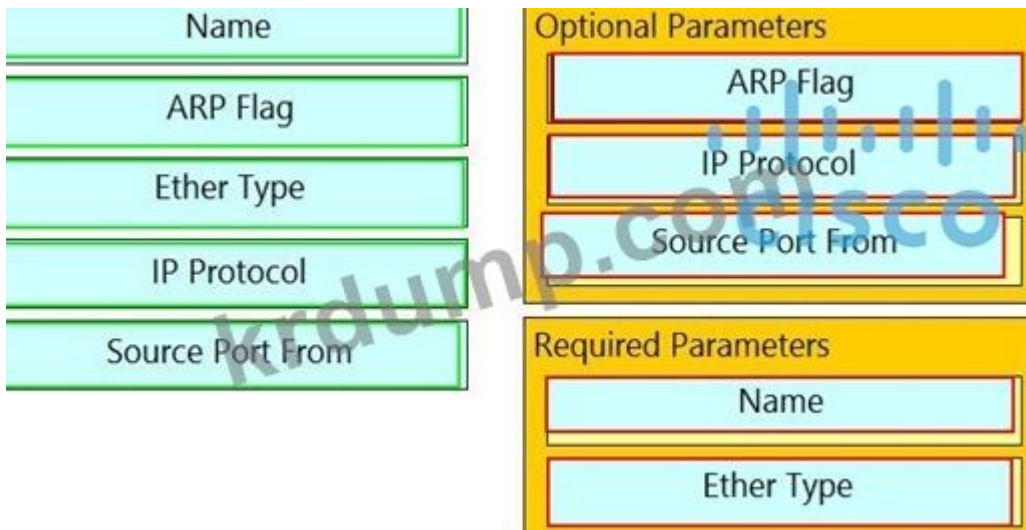 Name
ARP Flag
Ether Type
IP Protocol
Source Port From
Optional Parameters
ARP Flag
IP Protocol
Source Port From
Required Parameters
Name
Ether Type
krdump.com
cisco